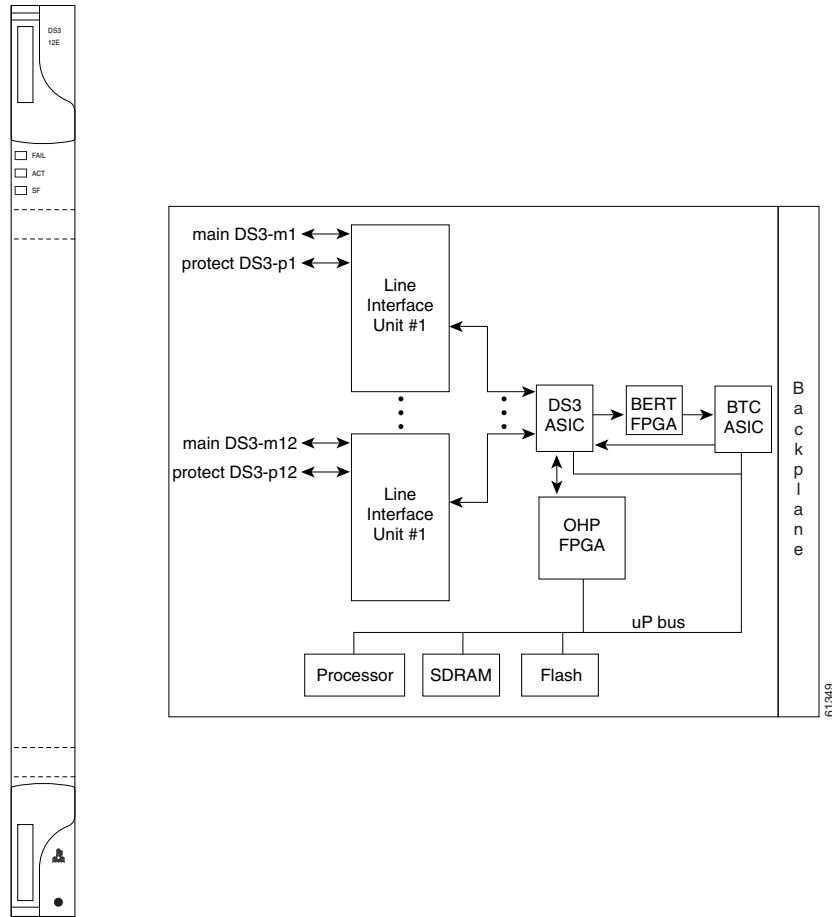 DS3
12E
FAIL
ACT
SF
main DS3-m1
protect DS3-p1
Line
Interface
Unit #1
main DS3-m12
protect DS3-p12
Line
Interface
Unit #1
DS3
ASIC
BERT
FPGA
BTC
ASIC
OHP
FPGA
uP bus
Processor
SDRAM
Flash
Backplane
61349